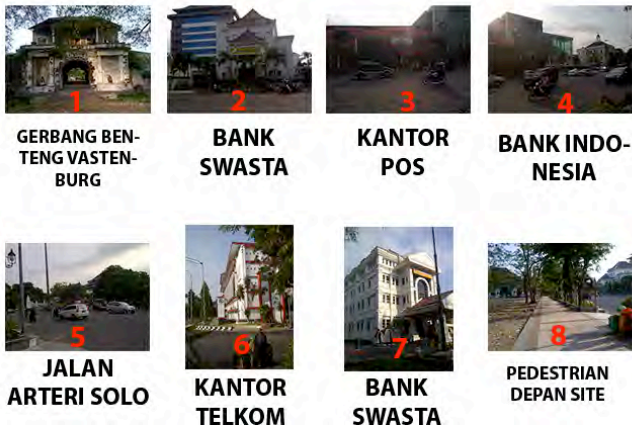 1
2
3
4
GERBANG BEN-
TENG VASTEN-
BURG
BANK
SWASTA
KANTOR
POS
BANK INDO-
NESIA
5
6
7
8
JALAN
ARTERI SOLO
KANTOR
TELKOM
BANK
SWASTA
PEDESTRIAN
DEPAN SITE